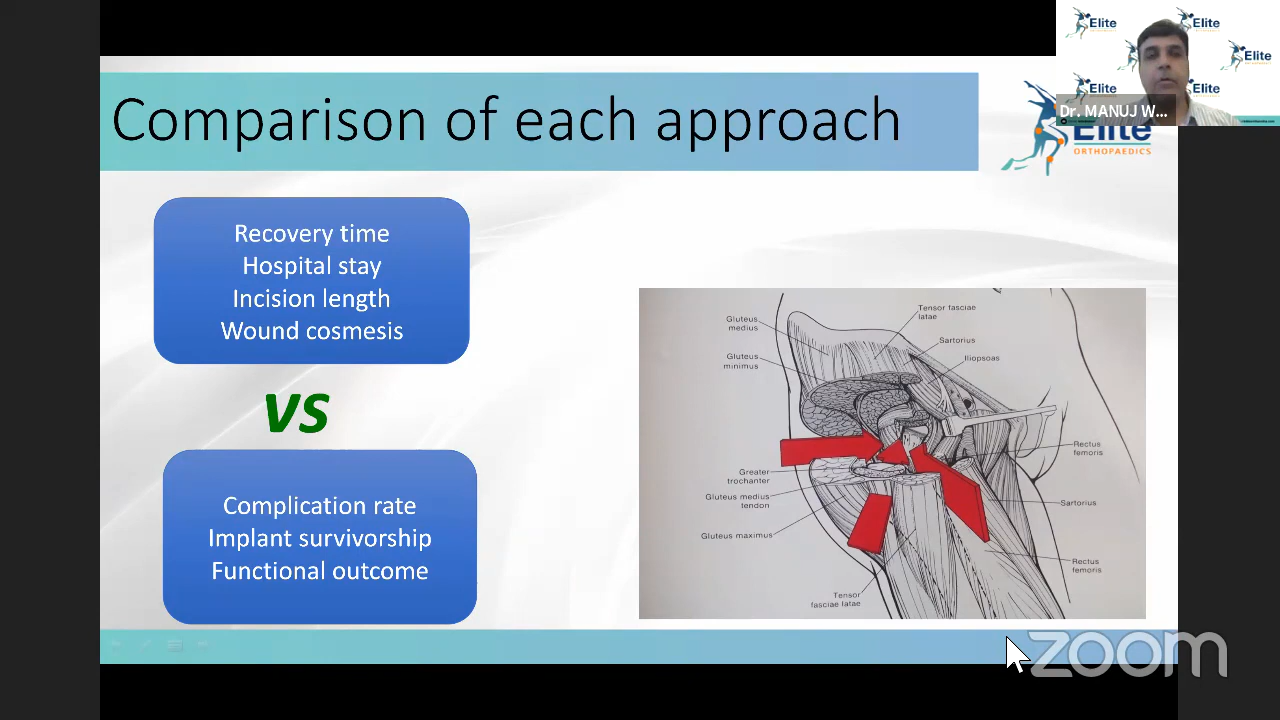 Comparison of each approach
Elite
ORTHOPAEDICS
Elite
Elite
Elite
Elite
Elite
Dr. MANUJ W...
Recovery time
Hospital stay
Incision length
Wound cosmesis
VS
Complication rate
Implant survivorship
Functional outcome
Gluteus
medius
Gluteus
minimus
Tensor fasciae
latae
Sartorius
Iliopsoas
Greater
trochanter
Gluteus medius
tendon
Gluteus maximus
Tensor
fasciae latae
Rectus
femoris
Sartorius
Rectus
femoris
zoom